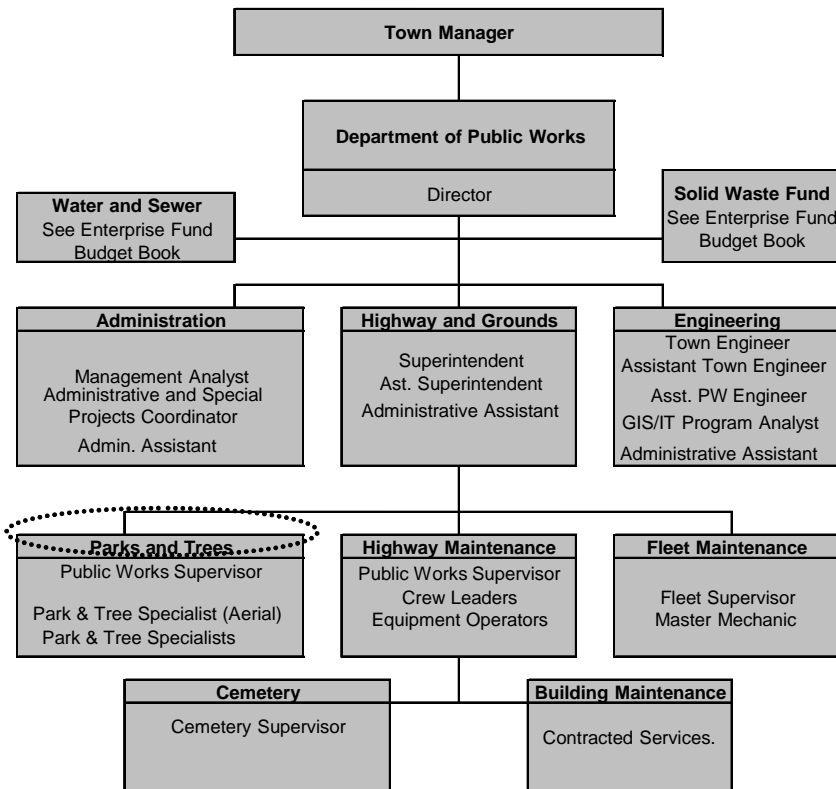 Town Manager
Department of Public Works
Director
Water and Sewer
See Enterprise Fund
Budget Book
Solid Waste Fund
See Enterprise Fund
Budget Book
Administration
Management Analyst
Administrative and Special
Projects Coordinator
Admin. Assistant
Highway and Grounds
Superintendent
Ast. Superintendent
Administrative Assistant
Engineering
Town Engineer
Assistant Town Engineer
Asst. PW Engineer
GIS/IT Program Analyst
Administrative Assistant
Parks and Trees
Public Works Supervisor
Park & Tree Specialist (Aerial)
Park & Tree Specialists
Highway Maintenance
Public Works Supervisor
Crew Leaders
Equipment Operators
Fleet Maintenance
Fleet Supervisor
Master Mechanic
Cemetery
Cemetery Supervisor
Building Maintenance
Contracted Services.